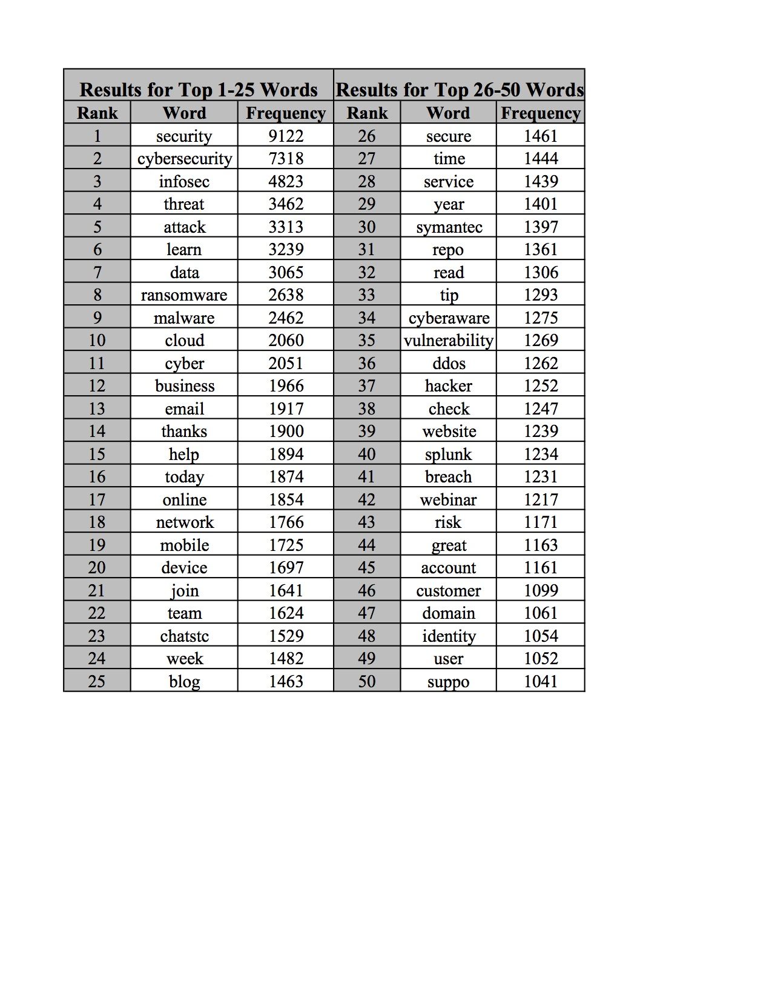 Results for Top 1-25 Words Results for Top 26-50 Words
Rank Word Frequency Rank Word Frequency
1 security 9122 26 secure 1461
2 cybersecurity 7318 27 time 1444
3 infosec 4823 28 service 1439
4 threat 3462 29 year 1401
5 attack 3313 30 symantec 1397
6 learn 3239 31 repo 1361
7 data 3065 32 read 1306
8 ransomware 2638 33 tip 1293
9 malware 2462 34 cyberaware 1275
10 cloud 2060 35 vulnerability 1269
11 cyber 2051 36 ddos 1262
12 business 1966 37 hacker 1252
13 email 1917 38 check 1247
14 thanks 1900 39 website 1239
15 help 1894 40 splunk 1234
16 today 1874 41 breach 1231
17 online 1854 42 webinar 1217
18 network 1766 43 risk 1171
19 mobile 1725 44 great 1163
20 device 1697 45 account 1161
21 join 1641 46 customer 1099
22 team 1624 47 domain 1061
23 chatstc 1529 48 identity 1054
24 week 1482 49 user 1052
25 blog 1463 50 suppo 1041